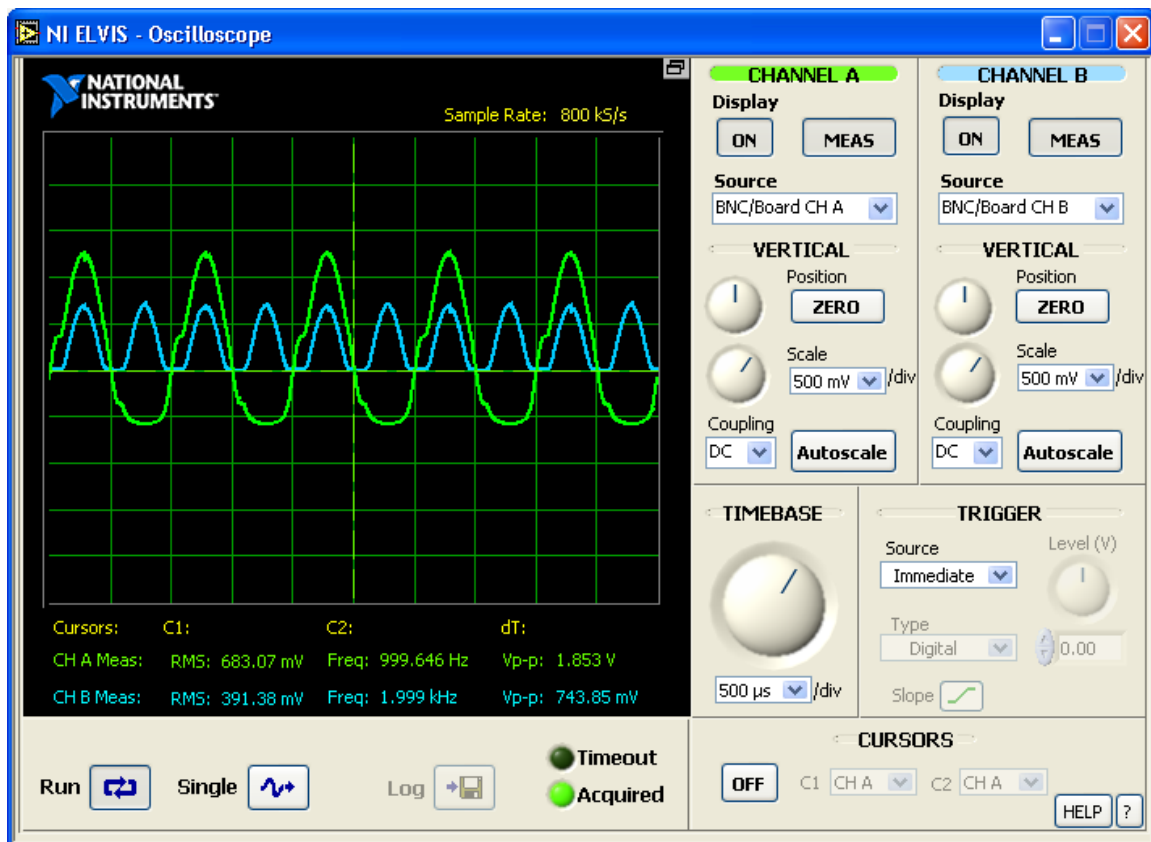 NI ELVIS - Oscilloscope
NATIONAL
INSTRUMENTS
Sample Rate: 800 kS/s
Cursors: C1: C2: dT:
CH A Meas: RMS: 683.07 mV Freq: 999.646 Hz Vp-p: 1.853 V
CH B Meas: RMS: 391.38 mV Freq: 1.999 kHz Vp-p: 743.85 mV
Run Single Log Timeout
Acquired
CHANNEL A
Display
ON MEAS
Source
BNC/Board CH A
VERTICAL
Position
ZERO
Scale
500 mV /div
Coupling
DC Autoscale
CHANNEL B
Display
ON MEAS
Source
BNC/Board CH B
VERTICAL
Position
ZERO
Scale
500 mV /div
Coupling
DC Autoscale
TIMEBASE
500 µs /div
TRIGGER
Source Level (V)
Immediate
Type
Digital 0.00
Slope
CURSORS
OFF C1 CH A C2 CH A
HELP ?